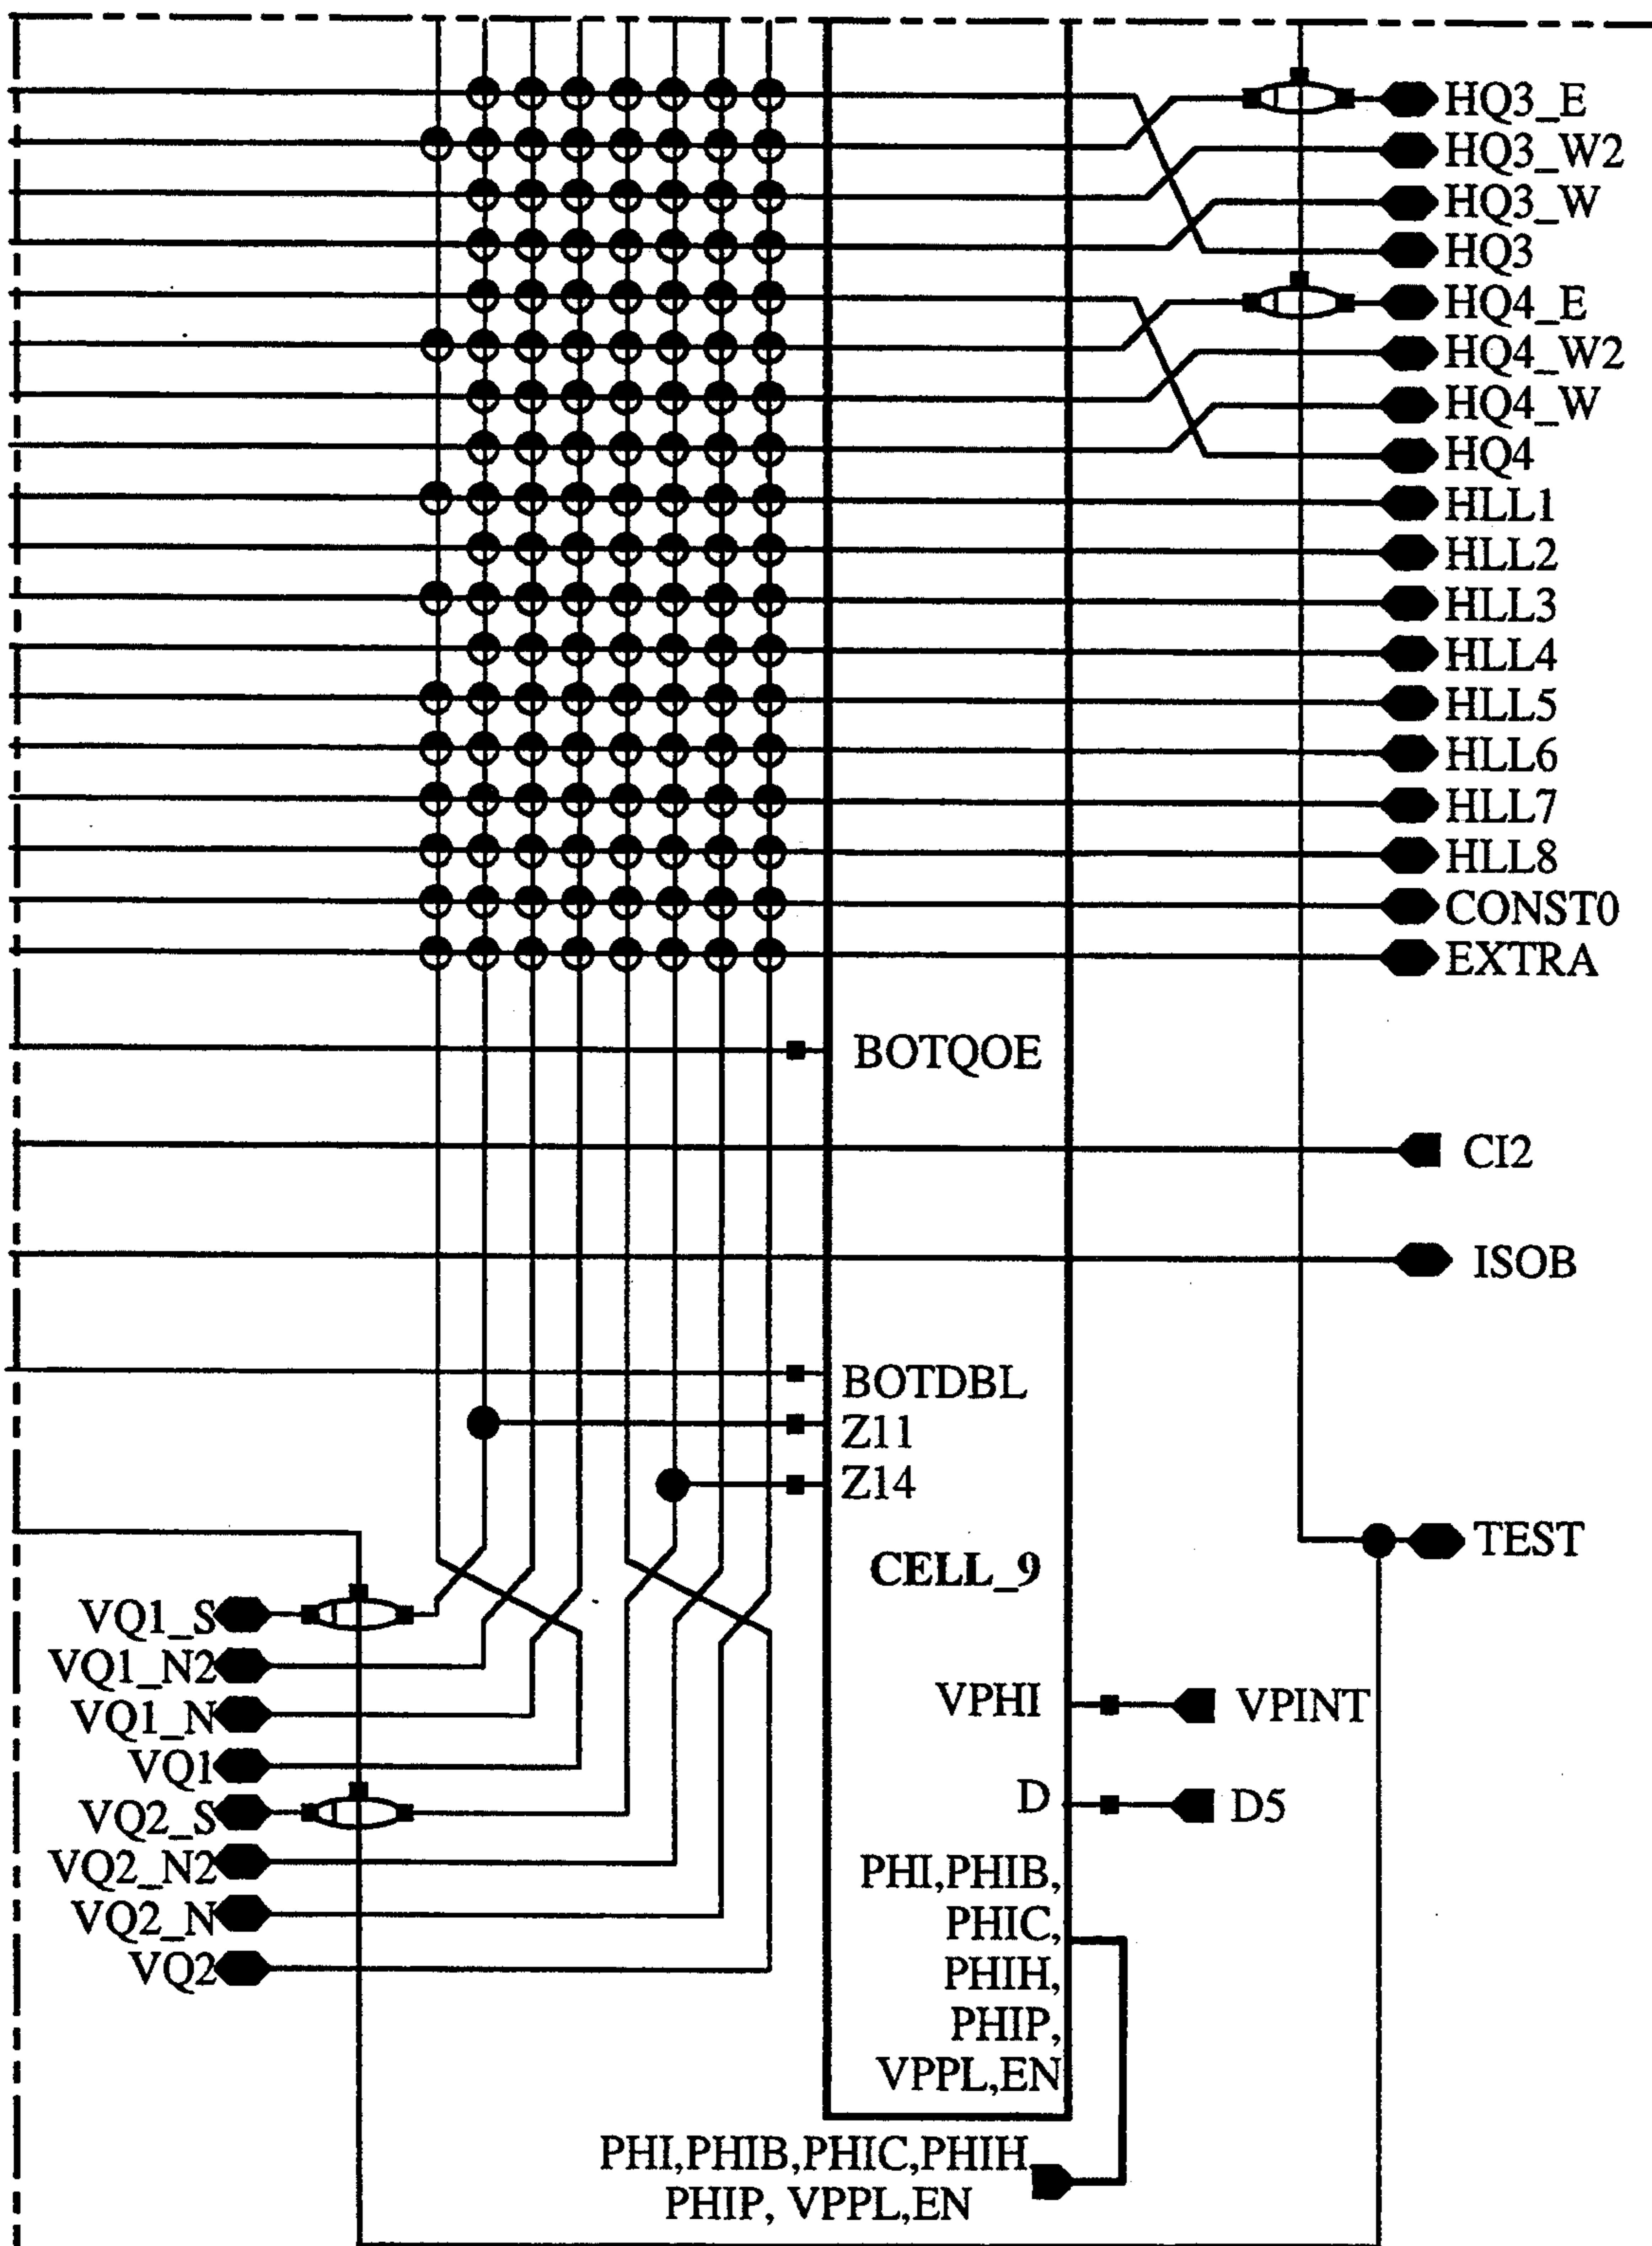 HQ3_E
HQ3_W2
HQ3_W
HQ3
HQ4_E
HQ4_W2
HQ4_W
HQ4
HLL1
HLL2
HLL3
HLL4
HLL5
HLL6
HLL7
HLL8
CONST0
EXTRA
BOTQOE
CI2
ISOB
BOTDBL
Z11
Z14
TEST
CELL_9
VQ1_S
VQ1_N2
VQ1_N
VQ1
VQ2_S
VQ2_N2
VQ2_N
VQ2
VPHI
VPINT
D
D5
PHI,PHIB,
PHIC,
PHIH,
PHIP,
VPPL,EN
PHI,PHIB,PHIC,PHIH
PHIP, VPPL,EN